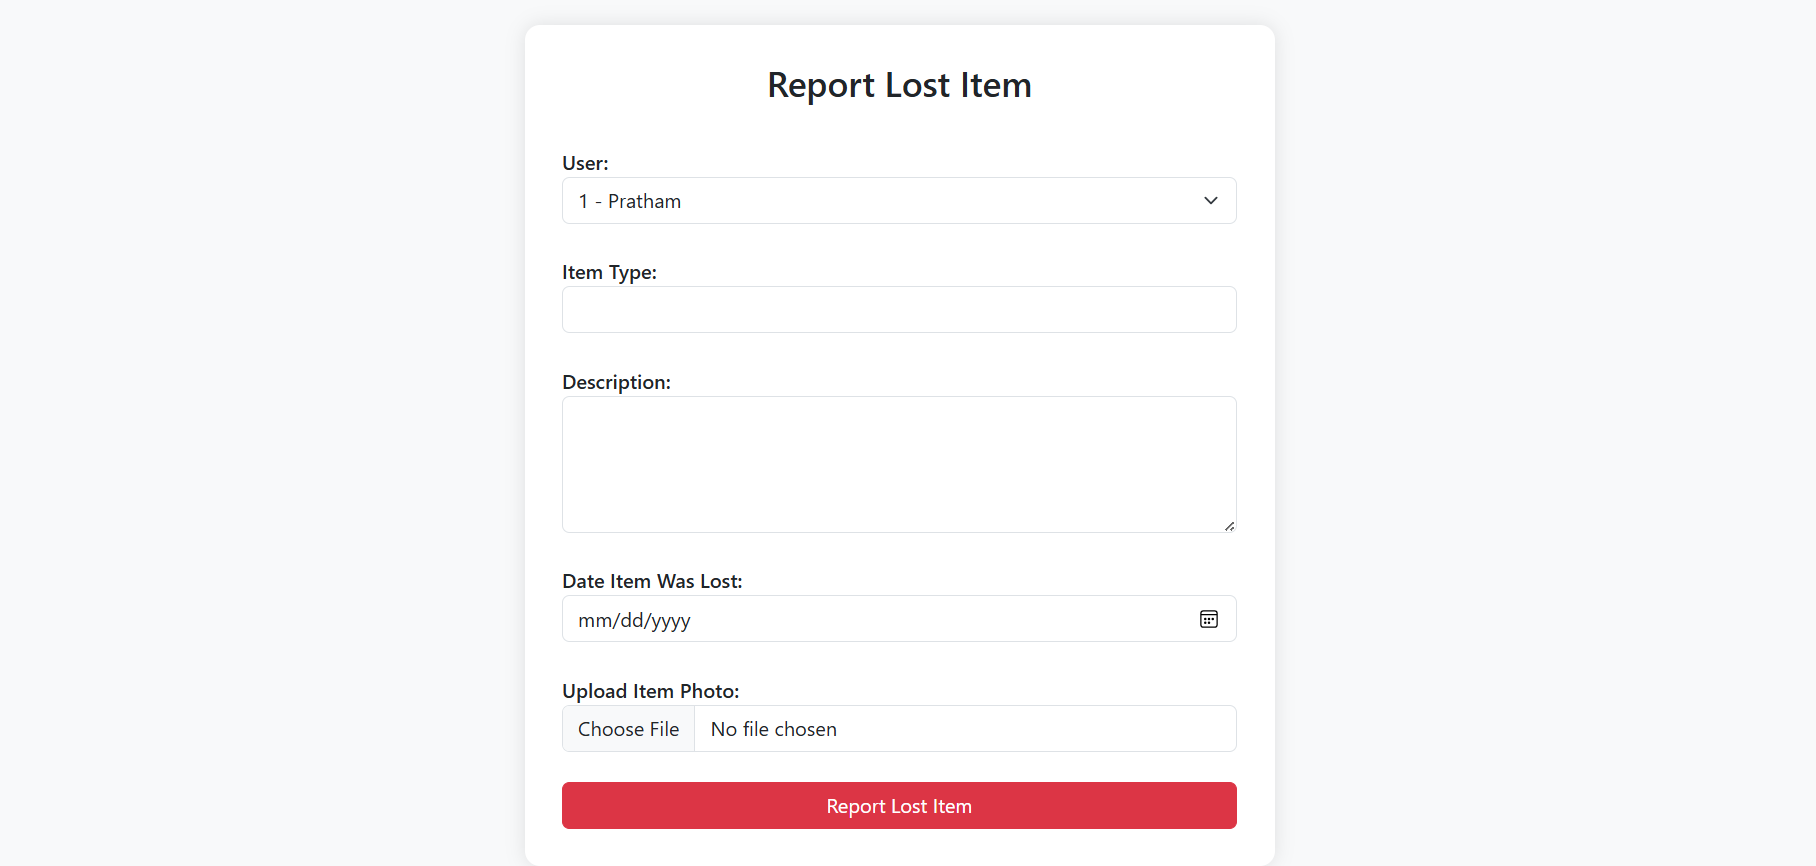 Report Lost Item
User:
1 - Pratham
Item Type:
Description:
Date Item Was Lost:
mm/dd/yyyy
Upload Item Photo:
Choose File No file chosen
Report Lost Item